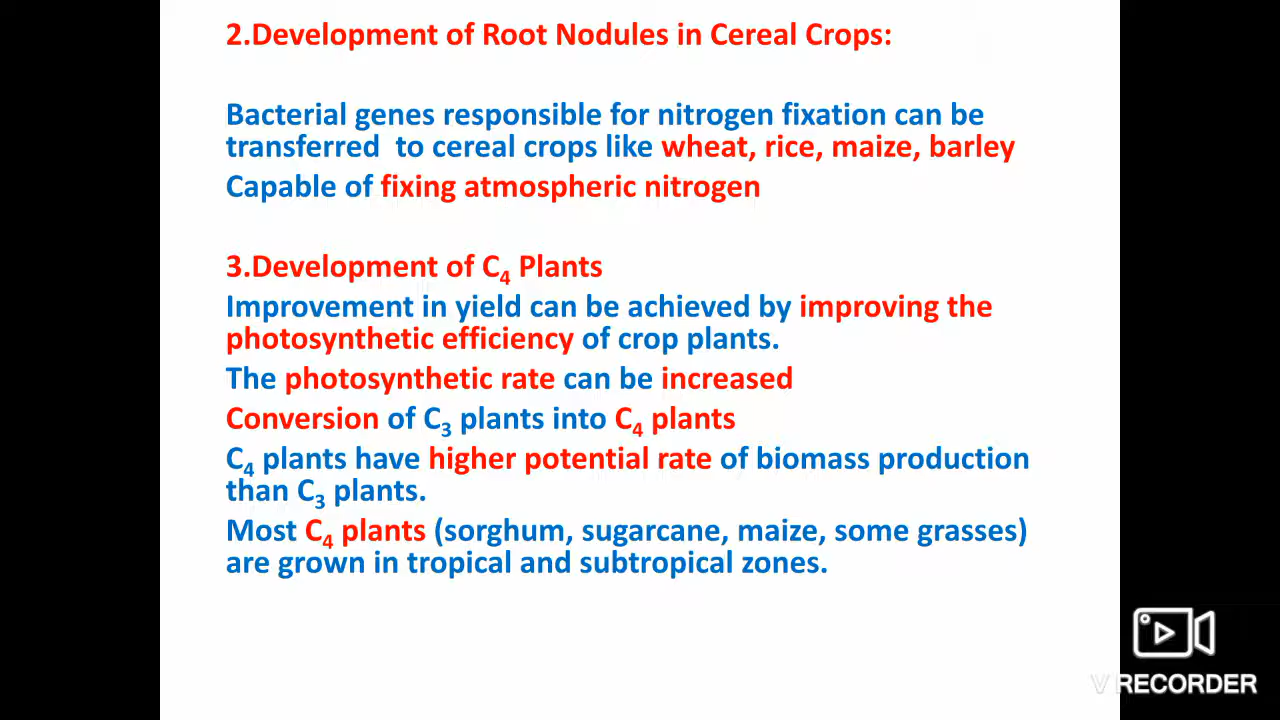 2.Development of Root Nodules in Cereal Crops:
Bacterial genes responsible for nitrogen fixation can be
transferred  to cereal crops like wheat, rice, maize, barley
Capable of fixing atmospheric nitrogen
3.Development of C₄ Plants
Improvement in yield can be achieved by improving the
photosynthetic efficiency of crop plants.
The photosynthetic rate can be increased
Conversion of C₃ plants into C₄ plants
C₄ plants have higher potential rate of biomass production
than C₃ plants.
Most C₄ plants (sorghum, sugarcane, maize, some grasses)
are grown in tropical and subtropical zones.
V RECORDER